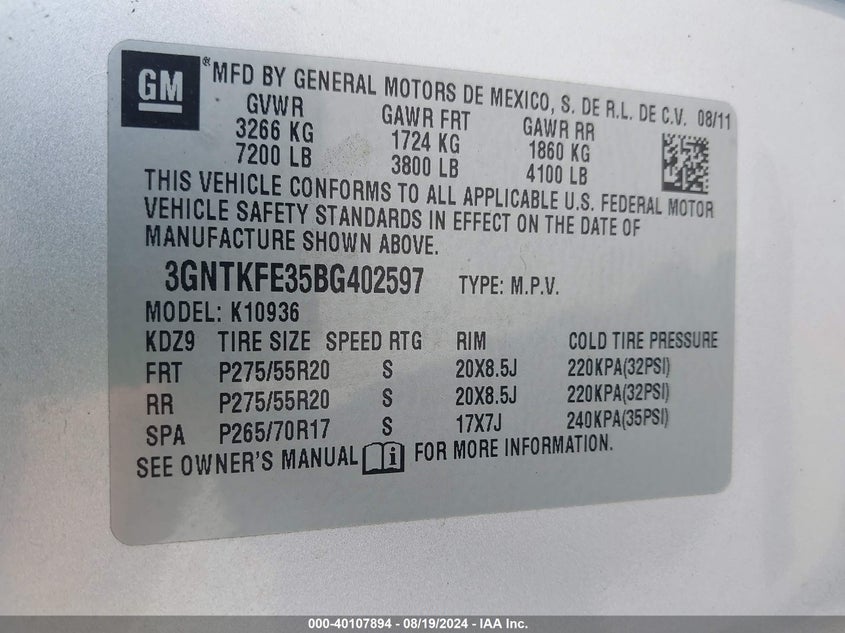 GM ® MFD BY GENERAL MOTORS DE MEXICO, S. DE R.L. DE C.V. 08/11
GVWR GAWR FRT GAWR RR
3266 KG 1724 KG 1860 KG
7200 LB 3800 LB 4100 LB
THIS VEHICLE CONFORMS TO ALL APPLICABLE U.S. FEDERAL MOTOR
VEHICLE SAFETY STANDARDS IN EFFECT ON THE DATE OF
MANUFACTURE SHOWN ABOVE.
3GNTKFE35BG402597 TYPE: M.P.V.
MODEL: K10936
KDZ9 TIRE SIZE SPEED RTG RIM COLD TIRE PRESSURE
FRT P275/55R20 S 20X8.5J 220KPA(32PSI)
RR P275/55R20 S 20X8.5J 220KPA(32PSI)
SPA P265/70R17 S 17X7J 240KPA(35PSI)
SEE OWNER'S MANUAL i FOR MORE INFORMATION.
000-40107894 - 08/19/2024 - IAA Inc.